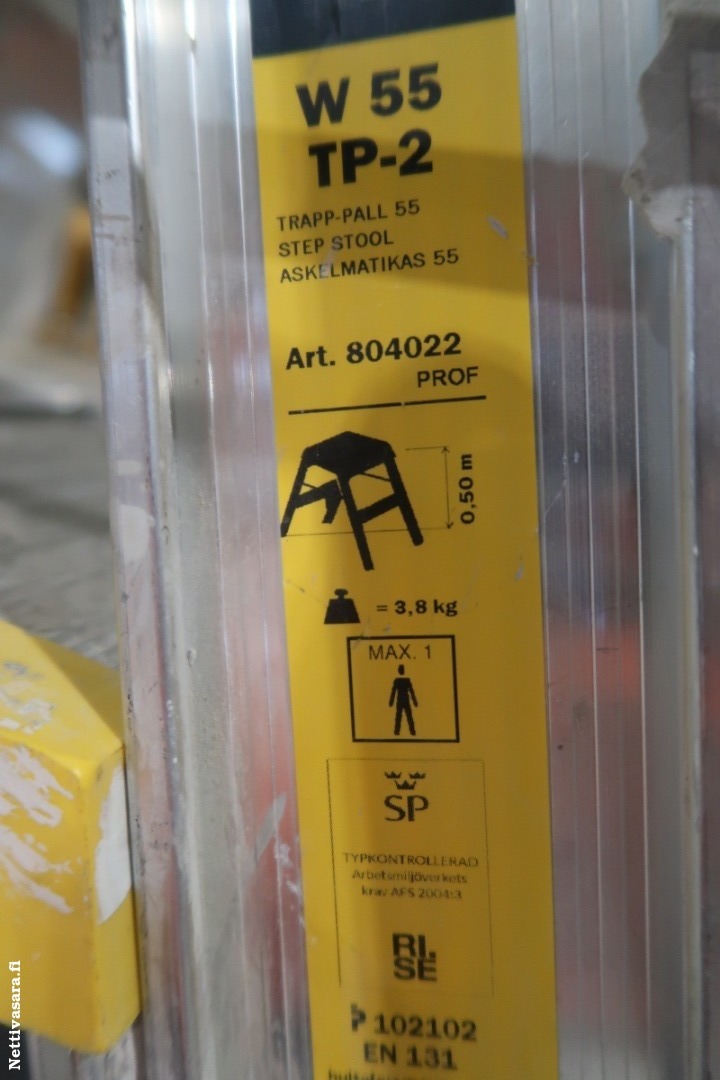 W 55
TP-2
TRAPP-PALL 55
STEP STOOL
ASKELMATIKAS 55
Art. 804022
PROF
0,50 m
= 3,8 kg
MAX. 1
SP
TYPKONTROLLERAD
Arbetsmiljöverkets
krav AFS 2004:3
RI.
SE
102102
EN 131
Nettivasara.fi